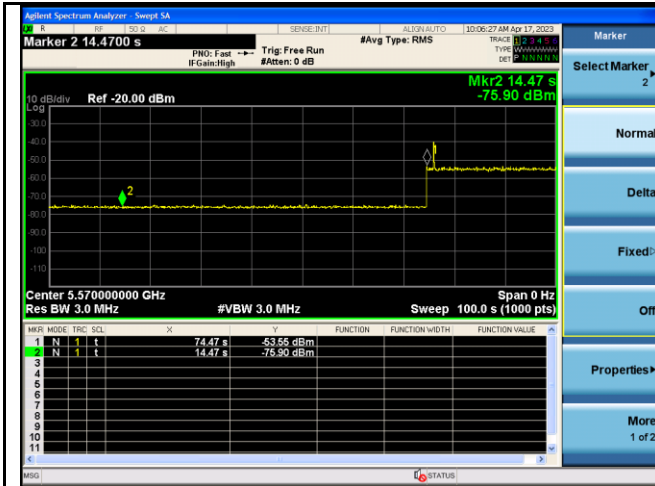 Agilent Spectrum Analyzer - Swept SA
R RF 50 Ω AC SENSE:INT ALIGN AUTO 10:06:27 AM Apr 17, 2023
Marker 2 14.4700 s
PNO: Fast
IFGain:High
Trig: Free Run
#Atten: 0 dB
#Avg Type: RMS
TRACE 1 2 3 4 5 6
TYPE
DET P N N N N N
Mkr2 14.47 s
-75.90 dBm
10 dB/div Ref -20.00 dBm
Log
-30.0
-40.0
-50.0
-60.0
-70.0
-80.0
-90.0
-100
-110
2
Center 5.570000000 GHz Span 0 Hz
Res BW 3.0 MHz #VBW 3.0 MHz Sweep 100.0 s (1000 pts)
MKR MODE TRC SCL X Y FUNCTION FUNCTION WIDTH FUNCTION VALUE
1 N 1 t 74.47 s -53.55 dBm
2 N 1 t 14.47 s -75.90 dBm
3
4
5
6
7
8
9
10
11
MSG STATUS
Marker
Select Marker
2
Normal
Delta
Fixed
Off
Properties
More
1 of 2